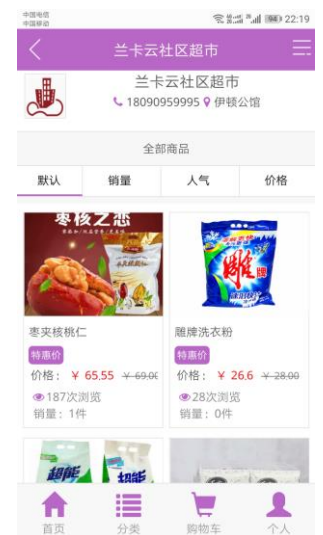 中国电信
中国移动
22:19
兰卡云社区超市
兰卡云社区超市
18090959995 伊顿公馆
全部商品
默认 销量 人气 价格
枣核之恋
雕牌
枣夹核桃仁
雕牌洗衣粉
特惠价
特惠价
价格： ￥ 65.55 ￥ 69.00
价格： ￥ 26.6 ￥ 28.00
187次浏览
28次浏览
销量：1件
销量：0件
超能
超能
首页 分类 购物车 个人